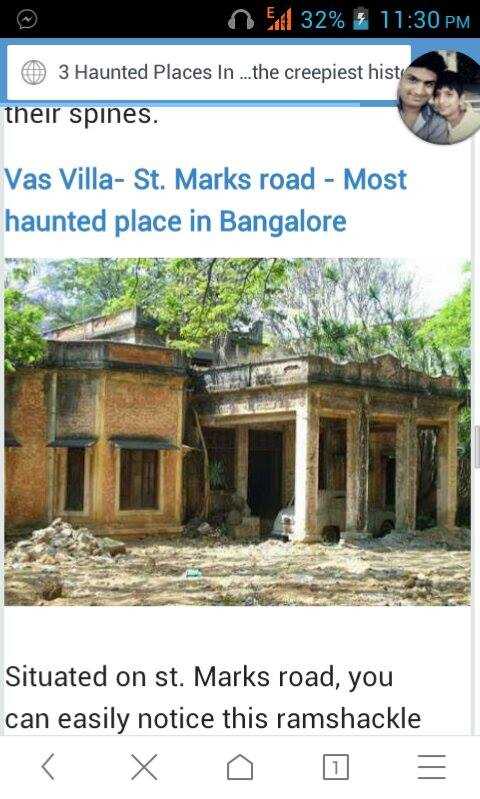 E 32% 11:30 PM
3 Haunted Places In ...the creepiest hist
their spines.
Vas Villa- St. Marks road - Most
haunted place in Bangalore
Situated on st. Marks road, you
can easily notice this ramshackle
1